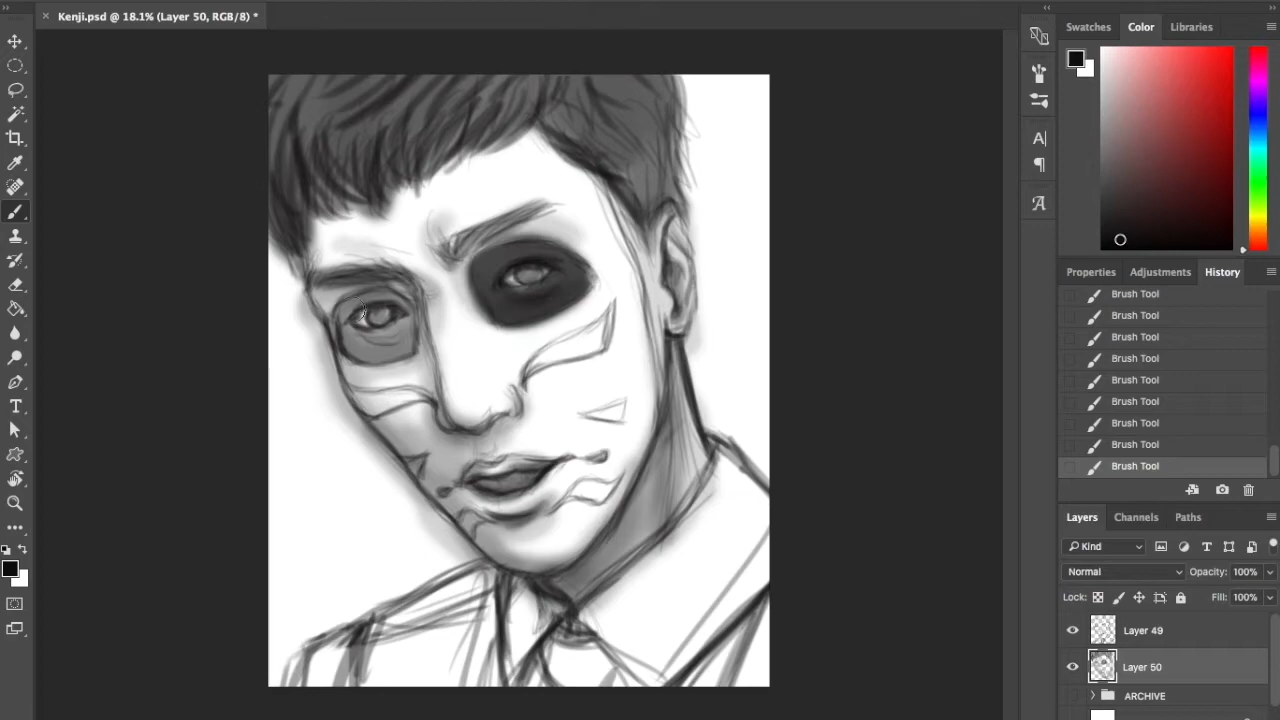 Kenji.psd @ 18.1% (Layer 50, RGB/8) *
Swatches Color Libraries
Properties Adjustments History
Brush Tool
Brush Tool
Brush Tool
Brush Tool
Brush Tool
Brush Tool
Brush Tool
Brush Tool
Brush Tool
Layers Channels Paths
Kind
Normal Opacity: 100%
Lock: Fill: 100%
Layer 49
Layer 50
ARCHIVE